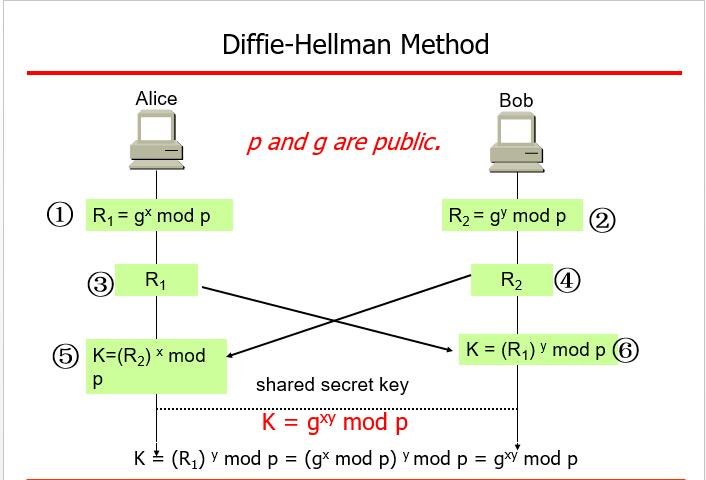 Diffie-Hellman Method
Alice
Bob
p and g are public.
① R₁ = gˣ mod p
R₂ = gʸ mod p ②
③ R₁
R₂ ④
⑤ K=(R₂) ˣ mod
p
K = (R₁) ʸ mod p ⑥
shared secret key
K = gˣʸ mod p
K = (R₁) ʸ mod p = (gˣ mod p) ʸ mod p = gˣʸ mod p